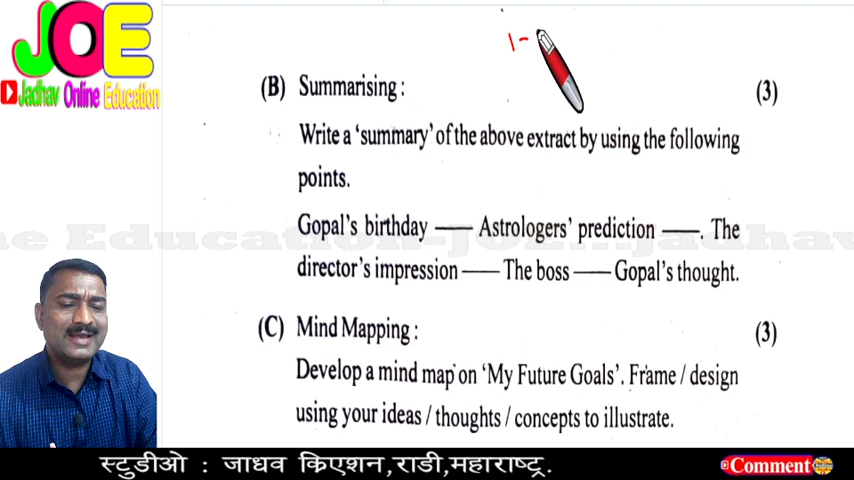 JOE
Jadhav Online Education
1-
(B) Summarising : (3)
Write a ‘summary’ of the above extract by using the following
points.
Gopal’s birthday —— Astrologers’ prediction ——. The
director’s impression —— The boss —— Gopal’s thought.
(C) Mind Mapping : (3)
Develop a mind map on ‘My Future Goals’. Frame / design
using your ideas / thoughts / concepts to illustrate.
स्टुडीओ : जाधव क्रिएशन,राडी,महाराष्ट्र.
Comment